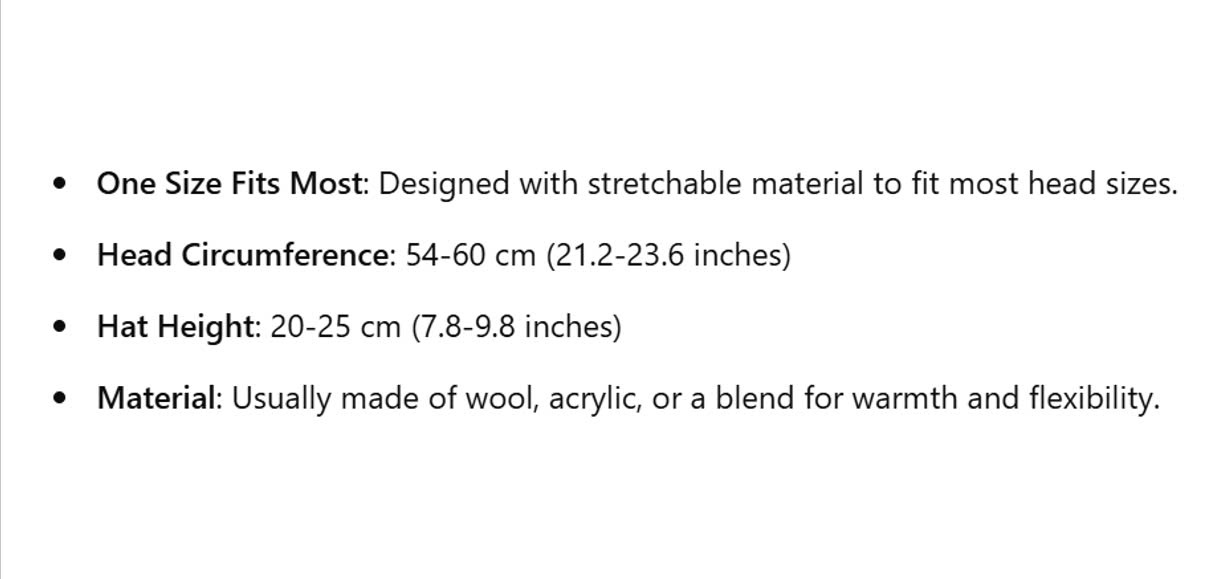 • One Size Fits Most: Designed with stretchable material to fit most head sizes.
• Head Circumference: 54-60 cm (21.2-23.6 inches)
• Hat Height: 20-25 cm (7.8-9.8 inches)
• Material: Usually made of wool, acrylic, or a blend for warmth and flexibility.